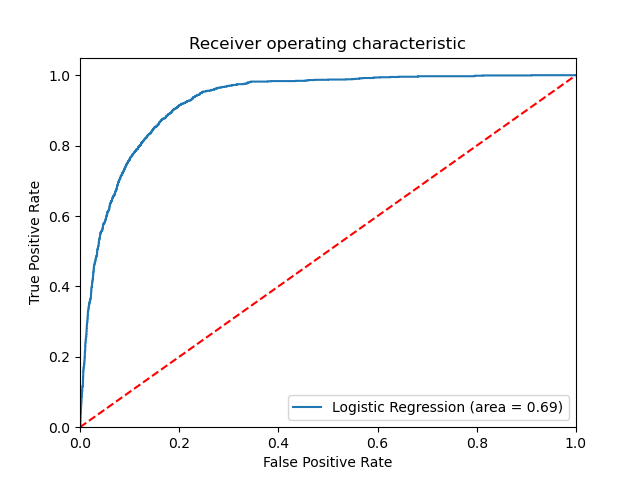 Receiver operating characteristic
1.0
0.8
0.6
0.4
0.2
0.0
True Positive Rate
Logistic Regression (area = 0.69)
0.0 0.2 0.4 0.6 0.8 1.0
False Positive Rate